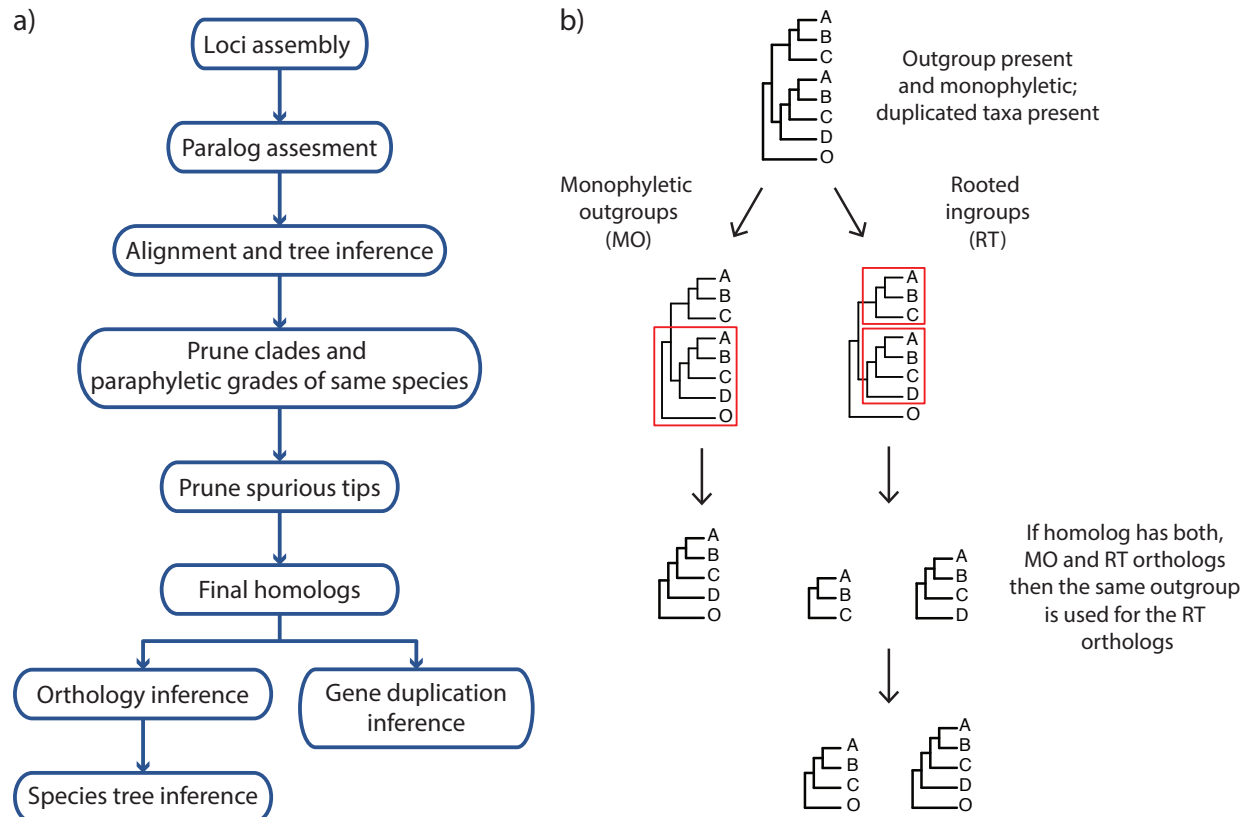 a)
Loci assembly
Paralog assesment
Alignment and tree inference
Prune clades and
paraphyletic grades of same species
Prune spurious tips
Final homologs
Orthology inference
Gene duplication
inference
Species tree inference
b)
A
B
C
A
B
C
D
O
Outgroup present
and monophyletic;
duplicated taxa present
Monophyletic
outgroups
(MO)
Rooted
ingroups
(RT)
A
B
C
A
B
C
D
O
A
B
C
A
B
C
D
O
A
B
C
D
O
A
B
C
A
B
C
D
If homolog has both,
MO and RT orthologs
then the same outgroup
is used for the RT
orthologs
A
B
C
O
A
B
C
D
O